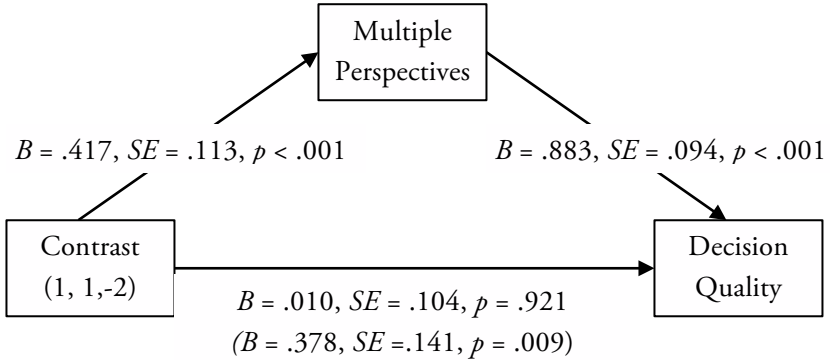 Multiple
Perspectives
B = .417, SE = .113, p < .001
B = .883, SE = .094, p < .001
Contrast
(1, 1,-2)
Decision
Quality
B = .010, SE = .104, p = .921
(B = .378, SE =.141, p = .009)